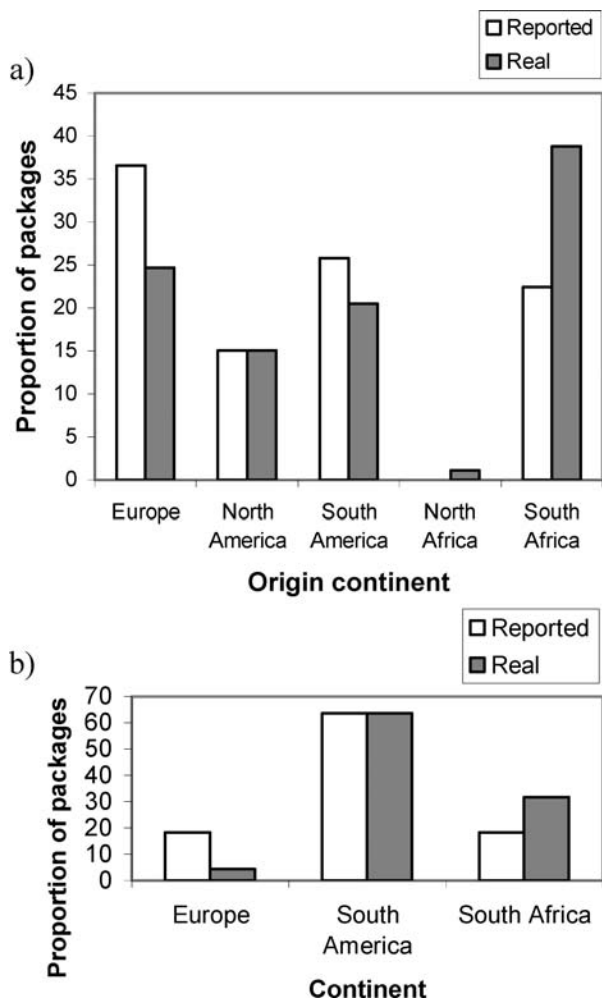 Reported
Real
a)
45
40
35
30
25
20
15
10
5
0
Proportion of packages
Europe North South North South
America America Africa Africa
Origin continent
Reported
Real
b)
70
60
50
40
30
20
10
0
Proportion of packages
Europe South South Africa
America
Continent